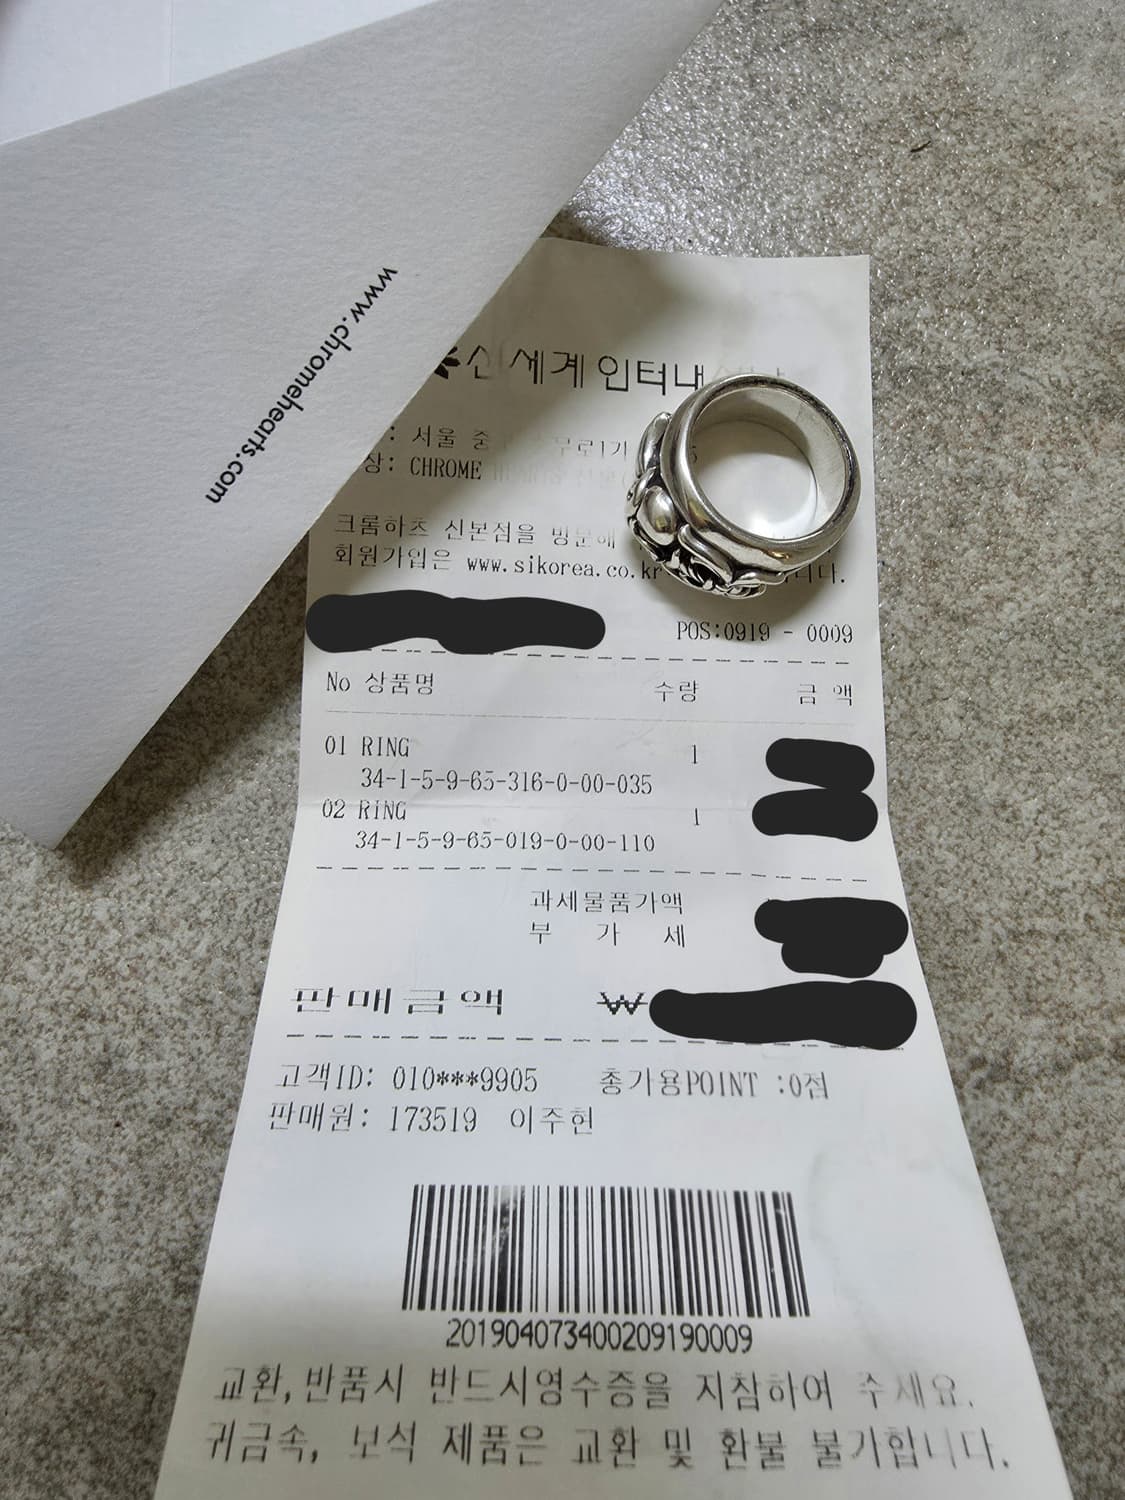 www.chromehearts.com
신세계인터내
: 서울 중
장: CHROME
크롬하츠 신본점을 방문해
회원가입은 www.sikorea.co.kr 니다.
POS:0919 - 0009
No 상품명 수량 금 액
01 RING 1
34-1-5-9-65-316-0-00-035
02 RING 1
34-1-5-9-65-019-0-00-110
과세물품가액
부 가 세
판매금액 ₩
고객ID: 010***9905 총가용POINT :0점
판매원: 173519 이주헌
201904073400209190009
교환,반품시 반드시영수증을 지참하여 주세요.
귀금속, 보석 제품은 교환 및 환불 불가합니다.